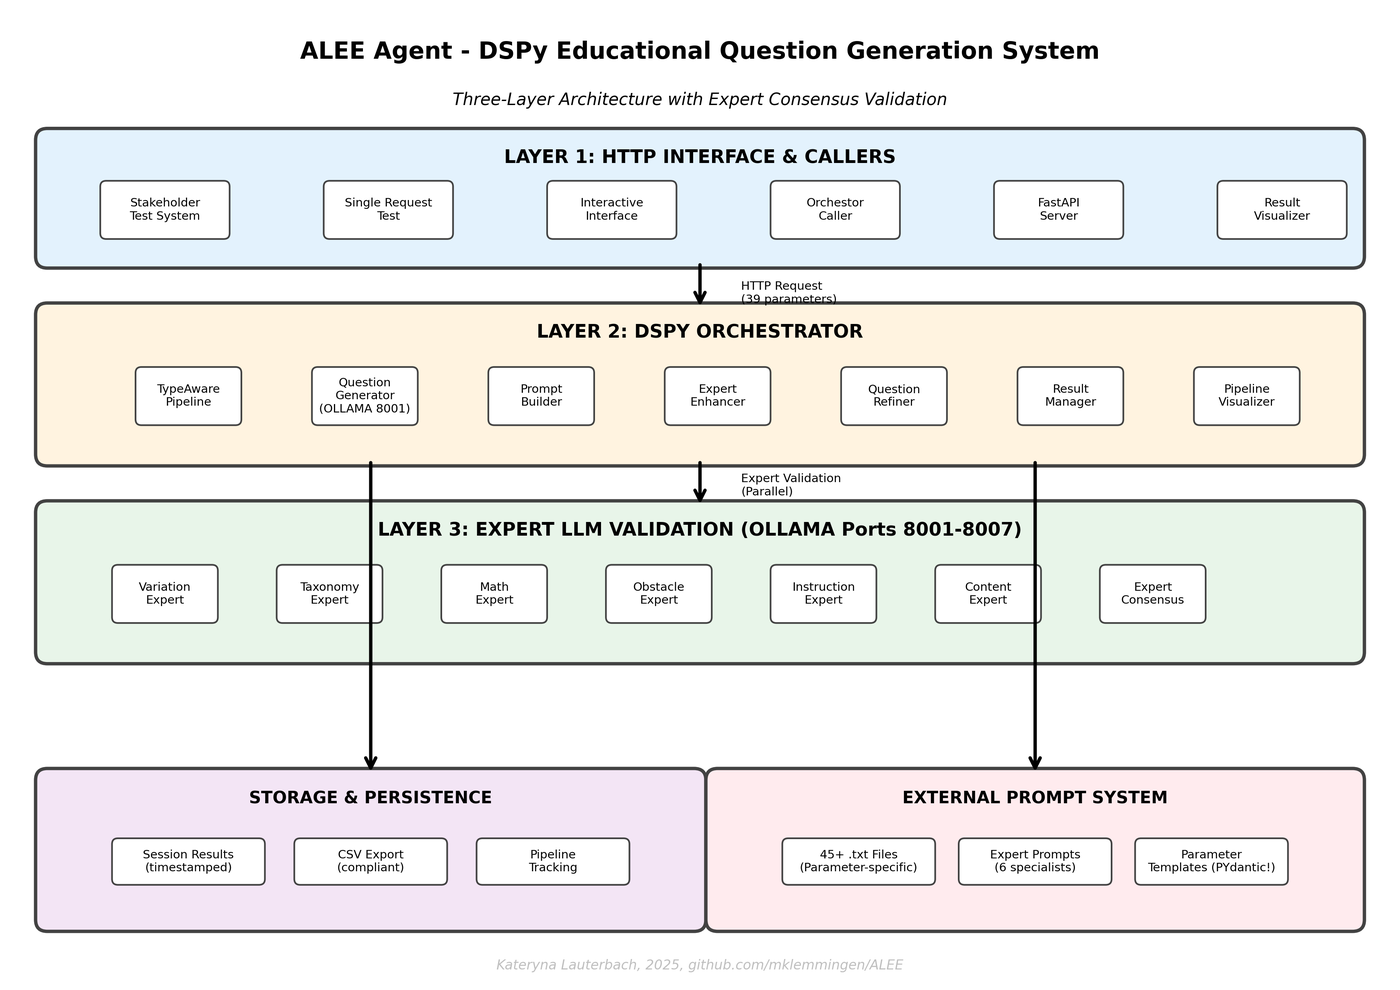 ALEE Agent - DSPy Educational Question Generation System
Three-Layer Architecture with Expert Consensus Validation
LAYER 1: HTTP INTERFACE & CALLERS
Stakeholder
Test System
Single Request
Test
Interactive
Interface
Orchestor
Caller
FastAPI
Server
Result
Visualizer
HTTP Request
(39 parameters)
LAYER 2: DSPY ORCHESTRATOR
TypeAware
Pipeline
Question
Generator
(OLLAMA 8001)
Prompt
Builder
Expert
Enhancer
Question
Refiner
Result
Manager
Pipeline
Visualizer
Expert Validation
(Parallel)
LAYER 3: EXPERT LLM VALIDATION (OLLAMA Ports 8001-8007)
Variation
Expert
Taxonomy
Expert
Math
Expert
Obstacle
Expert
Instruction
Expert
Content
Expert
Expert
Consensus
STORAGE & PERSISTENCE
Session Results
(timestamped)
CSV Export
(compliant)
Pipeline
Tracking
EXTERNAL PROMPT SYSTEM
45+ .txt Files
(Parameter-specific)
Expert Prompts
(6 specialists)
Parameter
Templates (PYdantic!)
Kateryna Lauterbach, 2025, github.com/mklemmingen/ALEE